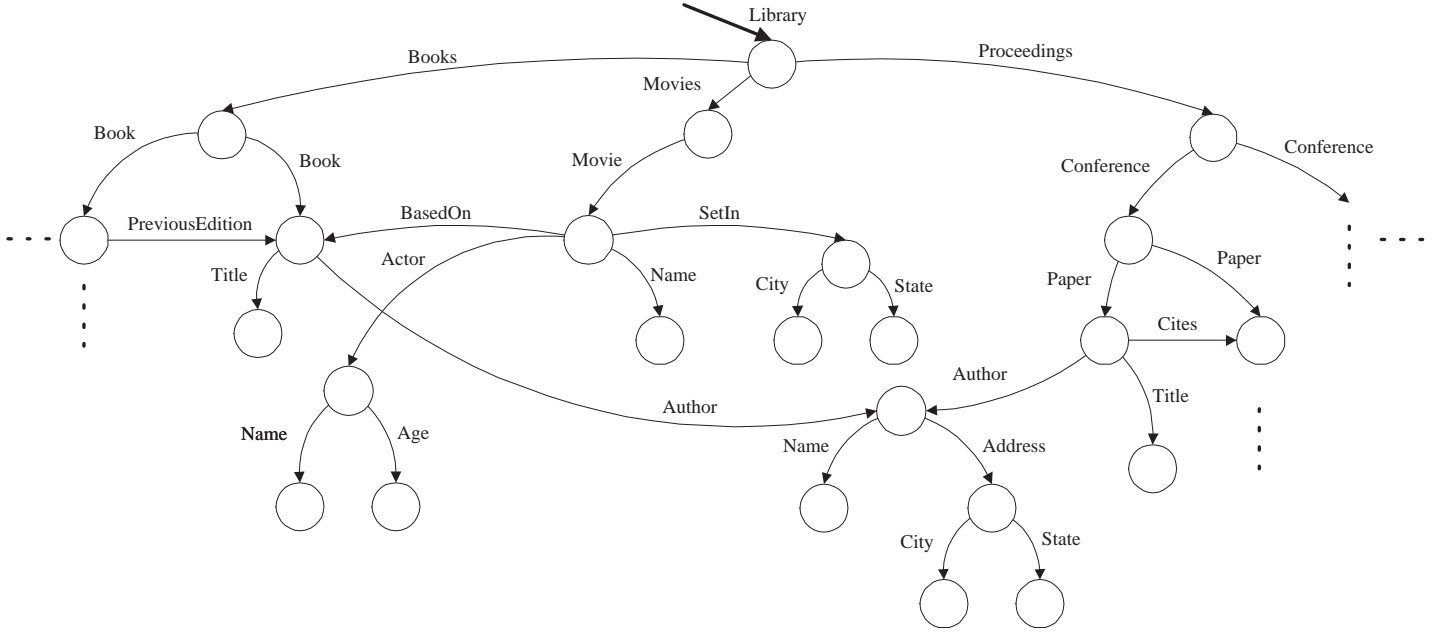 Library
Books
Proceedings
Movies
Book
Book
Movie
Conference
Conference
PreviousEdition
BasedOn
SetIn
Title
Actor
Name
City
State
Paper
Paper
Cites
Author
Title
Author
Name
Age
Name
Address
City
State